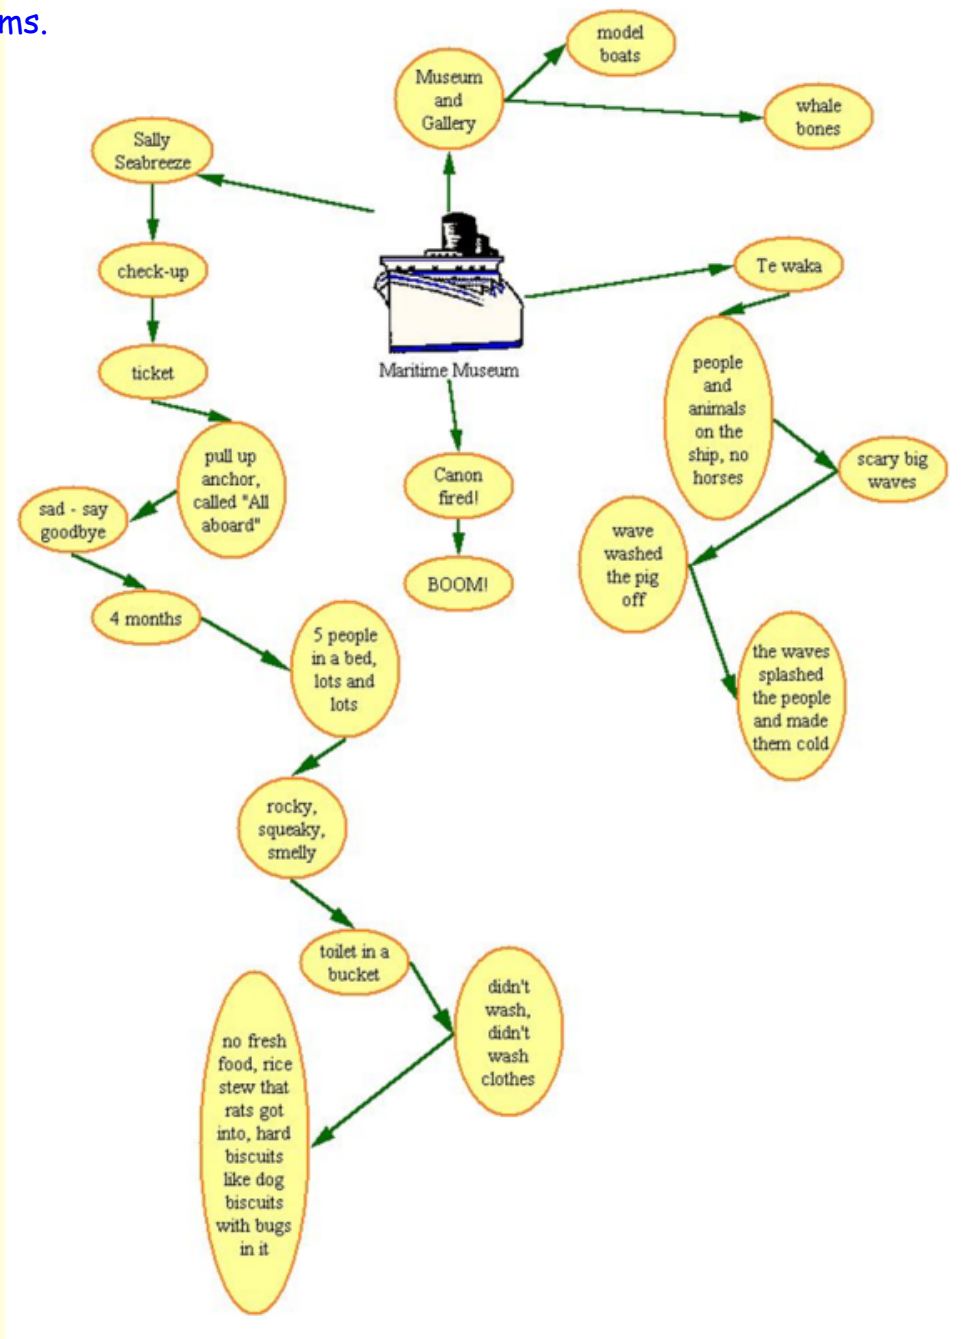 ms.
model
boats
Museum
and
Gallery
whale
bones
Sally
Seabreeze
check-up
ticket
pull up
anchor,
called "All
aboard"
sad - say
goodbye
4 months
5 people
in a bed,
lots and
lots
rocky,
squeaky,
smelly
toilet in a
bucket
didn't
wash,
didn't
wash
clothes
no fresh
food, rice
stew that
rats got
into, hard
biscuits
like dog
biscuits
with bugs
in it
Maritime Museum
Canon
fired!
BOOM!
Te waka
people
and
animals
on the
ship, no
horses
scary big
waves
wave
washed
the pig
off
the waves
splashed
the people
and made
them cold